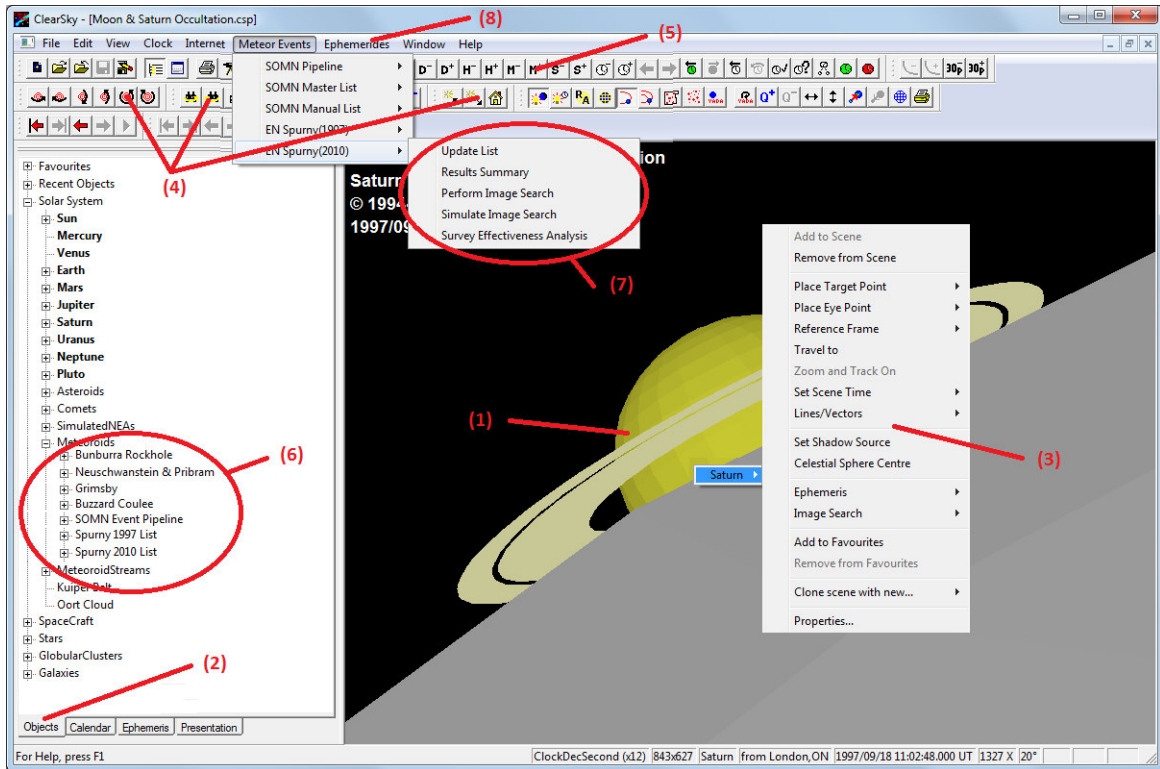 ClearSky - [Moon & Saturn Occultation.csp]
(8)
File Edit View Clock Internet Meteor Events Ephemerides Window Help
(5)
D⁻ D⁺ H⁻ H⁺ M⁻ M⁺ S⁻ S⁺ 30p 30p
RA YADA YADA Q⁺ Q⁻
SOMN Pipeline
SOMN Master List
SOMN Manual List
EN Spurny(1997)
EN Spurny(2010)
Update List
Results Summary
Perform Image Search
Simulate Image Search
Survey Effectiveness Analysis
(4)
(7)
ion
Saturn
© 1994-
1997/09
Favourites
Recent Objects
Solar System
Sun
Mercury
Venus
Earth
Mars
Jupiter
Saturn
Uranus
Neptune
Pluto
Asteroids
Comets
SimulatedNEAs
Meteoroids
Bunburra Rockhole
Neuschwanstein & Pribram
Grimsby
Buzzard Coulee
SOMN Event Pipeline
Spurny 1997 List
Spurny 2010 List
MeteoroidStreams
Kuiper Belt
Oort Cloud
SpaceCraft
Stars
GlobularClusters
Galaxies
(6)
(2)
(1)
Saturn
Add to Scene
Remove from Scene
Place Target Point
Place Eye Point
Reference Frame
Travel to
Zoom and Track On
Set Scene Time
Lines/Vectors
Set Shadow Source
Celestial Sphere Centre
Ephemeris
Image Search
Add to Favourites
Remove from Favourites
Clone scene with new...
Properties...
(3)
Objects Calendar Ephemeris Presentation
For Help, press F1
ClockDecSecond (x12) 843x627 Saturn from London,ON 1997/09/18 11:02:48.000 UT 1327 X 20°